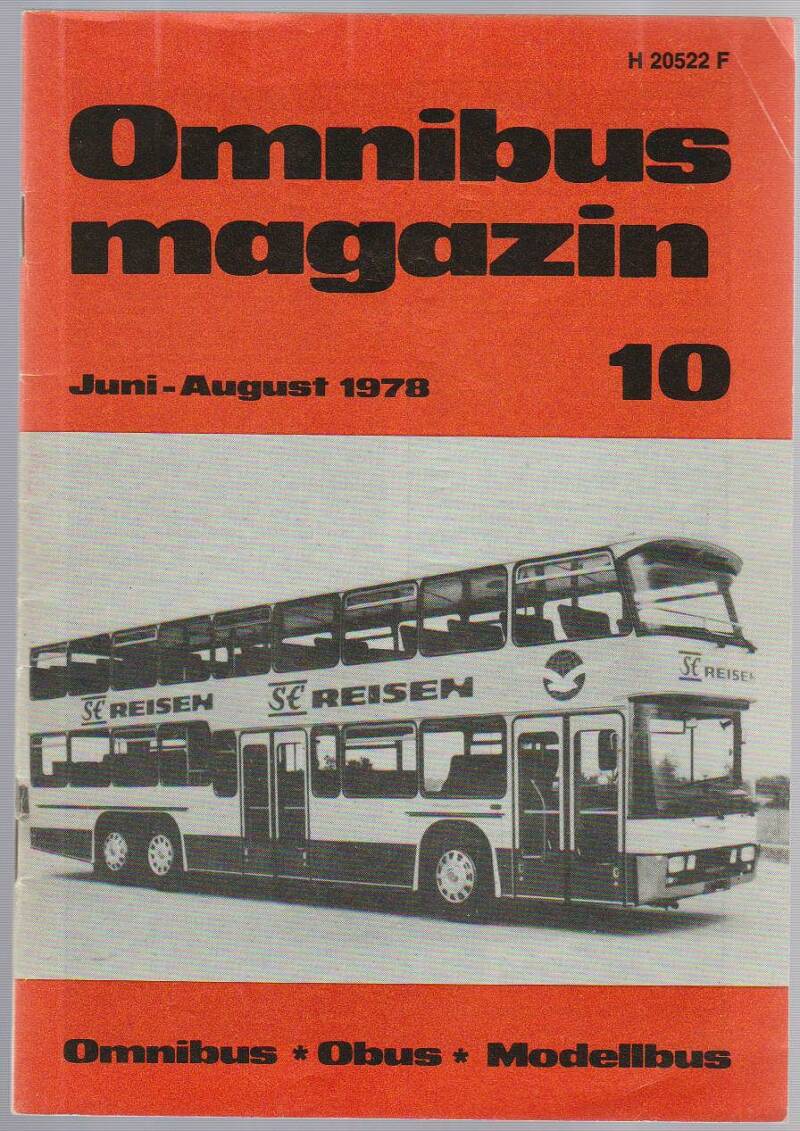 H 20522 F
Omnibus
magazin
10
Juni-August 1978
SE REISEN
SE REISEN
SE REISEN
Omnibus * Obus * Modellbus